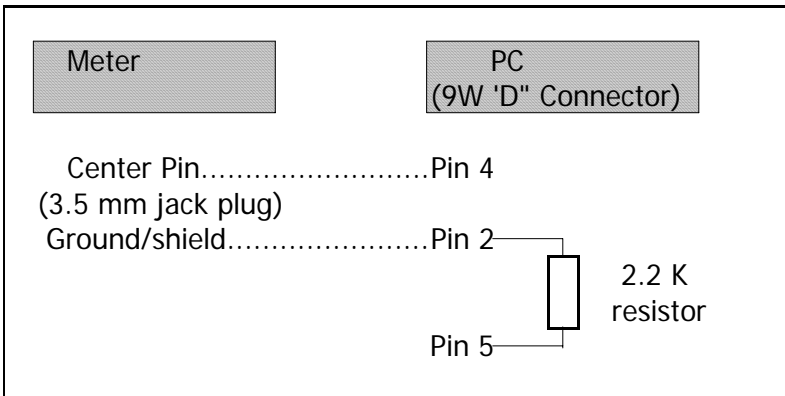 Meter
PC
(9W 'D" Connector)
Center Pin..........................Pin 4
(3.5 mm jack plug)
Ground/shield.......................Pin 2
2.2 K
resistor
Pin 5